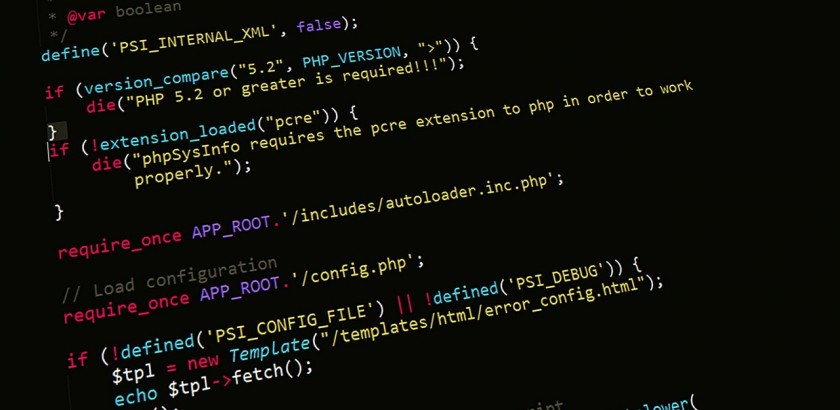 * @var boolean
*/
define('PSI_INTERNAL_XML', false);
if (version_compare("5.2", PHP_VERSION, ">")) {
die("PHP 5.2 or greater is required!!!");
}
if (!extension_loaded("pcre")) {
die("phpSysInfo requires the pcre extension to php in order to work
properly.");
}
require_once APP_ROOT.'/includes/autoloader.inc.php';
// Load configuration
require_once APP_ROOT.'/config.php';
if (!defined('PSI_CONFIG_FILE') || !defined('PSI_DEBUG')) {
$tpl = new Template("/templates/html/error_config.html");
echo $tpl->fetch();